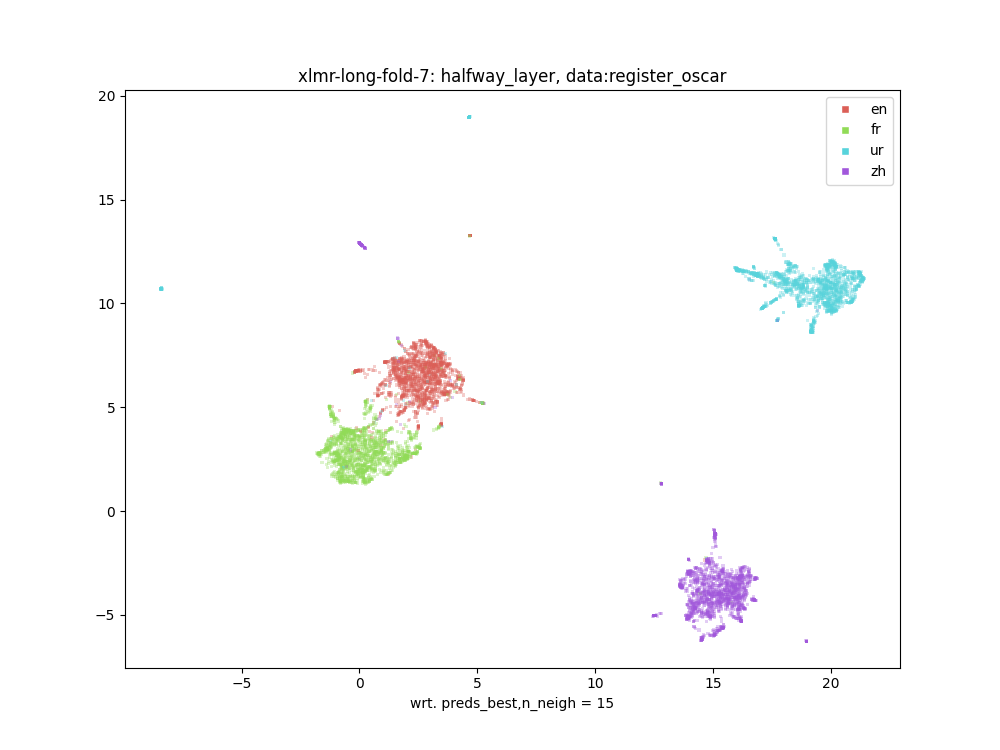 xlmr-long-fold-7: halfway_layer, data:register_oscar
en
fr
ur
zh
20
15
10
5
0
−5
−5
0
5
10
15
20
wrt. preds_best,n_neigh = 15